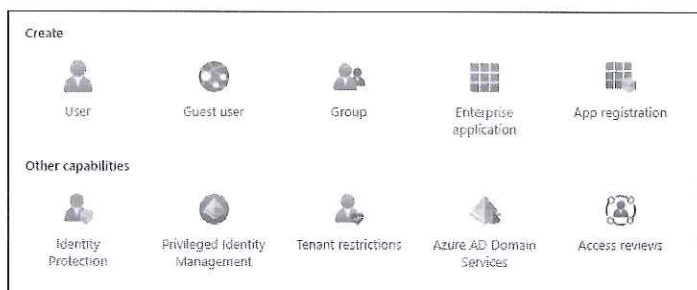 Create
User
Guest user
Group
Enterprise
application
App registration
Other capabilities
Identity
Protection
Privileged Identity
Management
Tenant restrictions
Azure AD Domain
Services
Access reviews